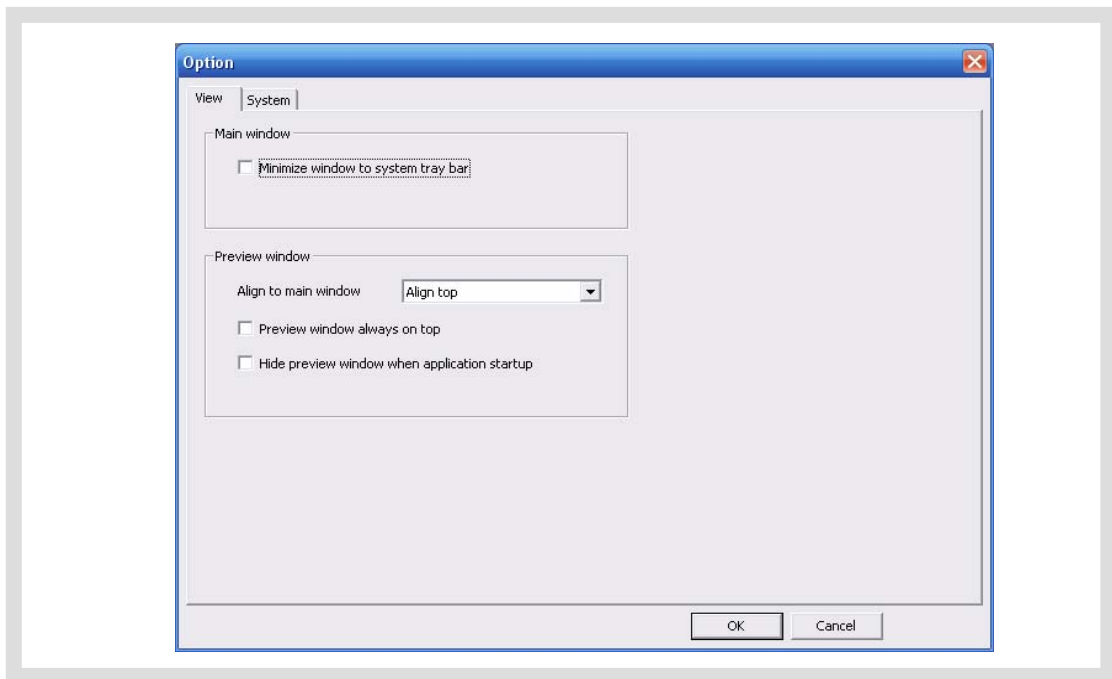 Option
View System
Main window
Minimize window to system tray bar
Preview window
Align to main window Align top
Preview window always on top
Hide preview window when application startup
OK Cancel